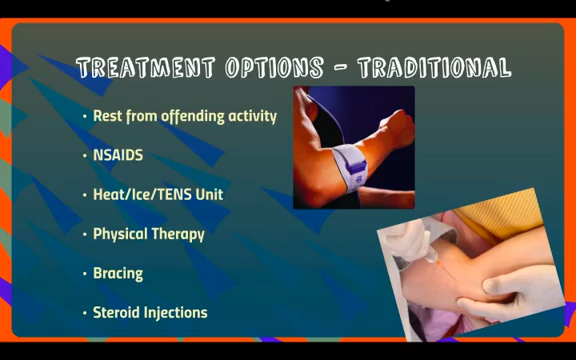 TREATMENT OPTIONS - TRADITIONAL
• Rest from offending activity
• NSAIDS
• Heat/Ice/TENS Unit
• Physical Therapy
• Bracing
• Steroid Injections